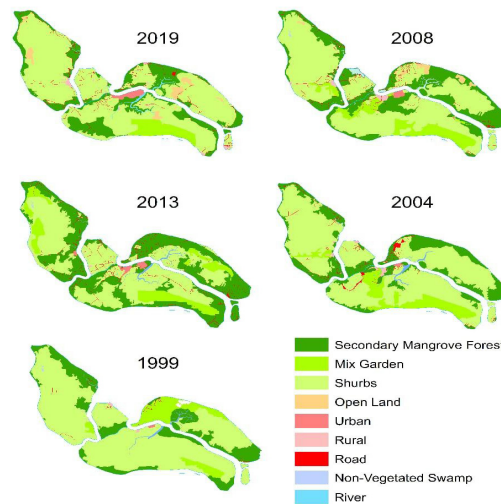 2019
2008
2013
2004
1999
Secondary Mangrove Forest
Mix Garden
Shurbs
Open Land
Urban
Rural
Road
Non-Vegetated Swamp
River